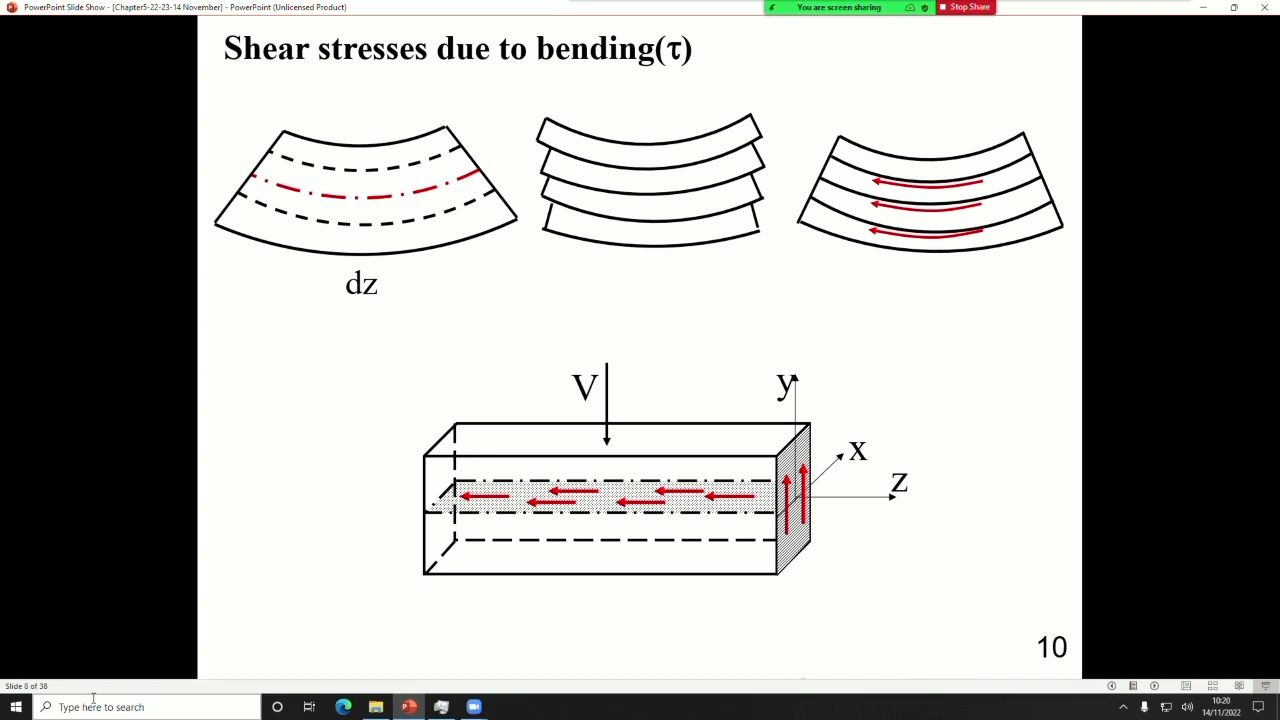 PowerPoint Slide Show - [Chapter5-22-23-14 November] - PowerPoint (Unlicensed Product)
You are screen sharing
Stop Share
Shear stresses due to bending(τ)
dz
V
y
x
z
10
Slide 8 of 38
Type here to search
10:20
14/11/2022